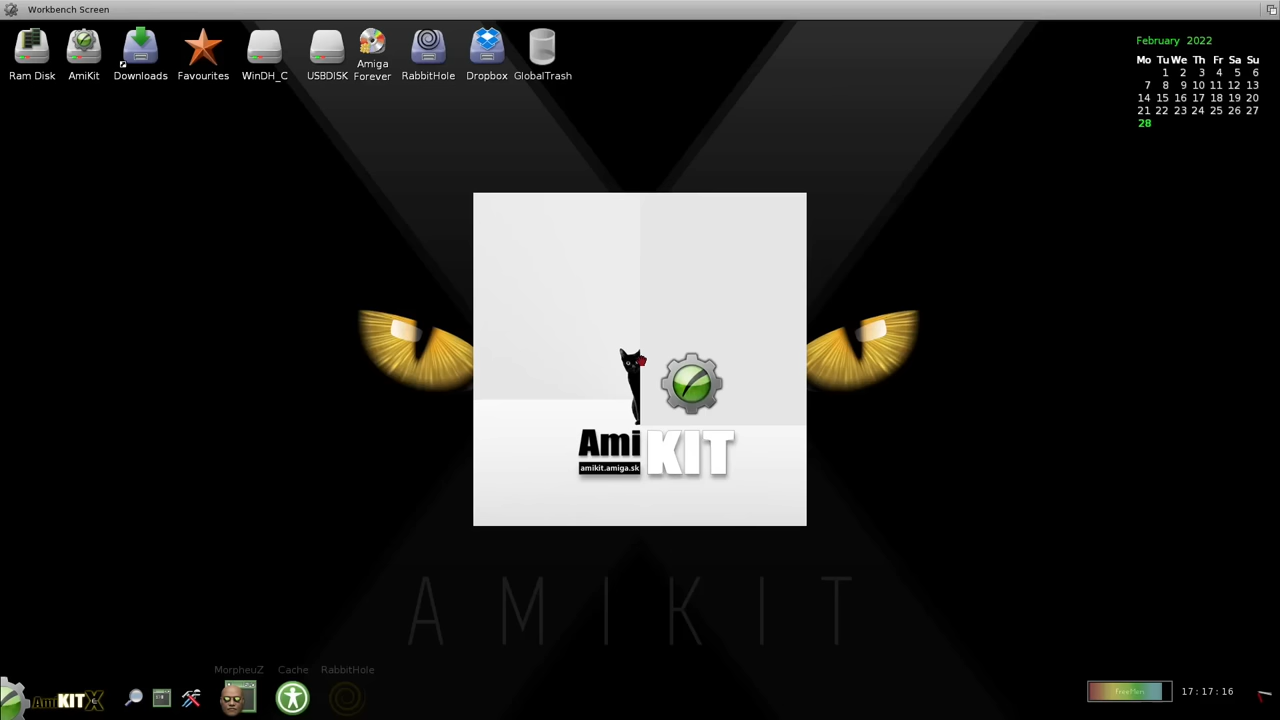 Workbench Screen
Ram Disk
AmiKit
Downloads
Favourites
WinDH_C
USBDISK
Amiga
Forever
RabbitHole
Dropbox
GlobalTrash
February 2022
Mo Tu We Th Fr Sa Su
1 2 3 4 5 6
7 8 9 10 11 12 13
14 15 16 17 18 19 20
21 22 23 24 25 26 27
28
Ami KIT
amikit.amiga.sk
AMIKIT
MorpheuZ
Cache
RabbitHole
AmiKIT X
17:17:16